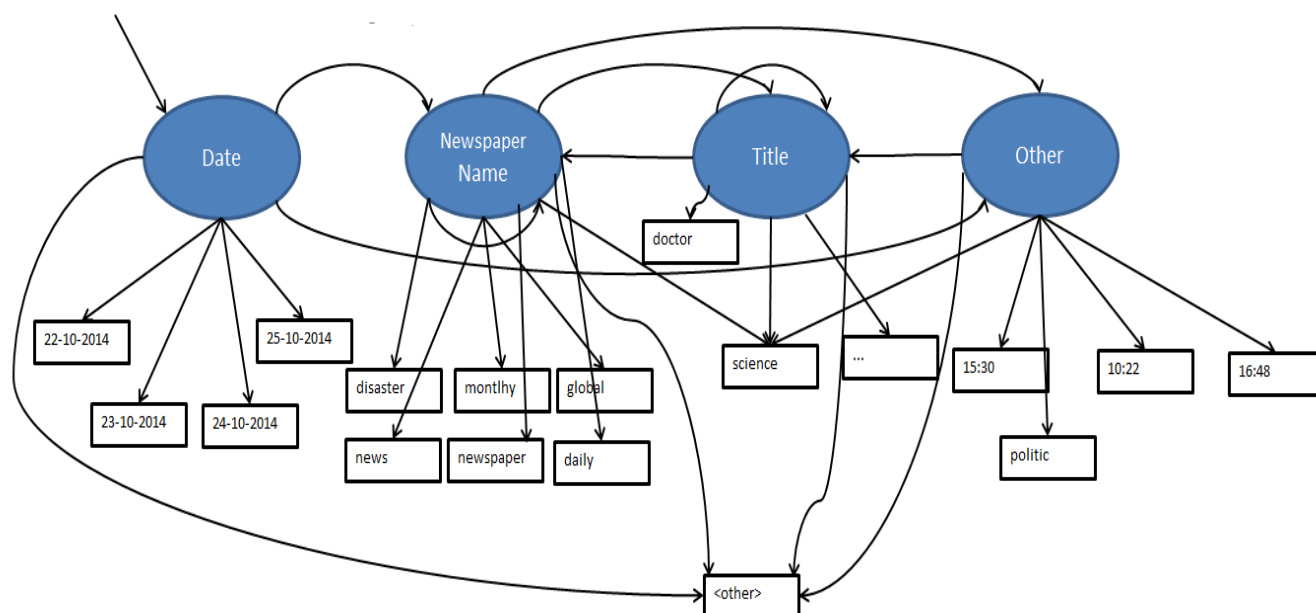 Date
Newspaper
Name
Title
Other
doctor
22-10-2014
25-10-2014
23-10-2014
24-10-2014
disaster
montlhy
global
science
...
15:30
10:22
16:48
news
newspaper
daily
politic
<other>